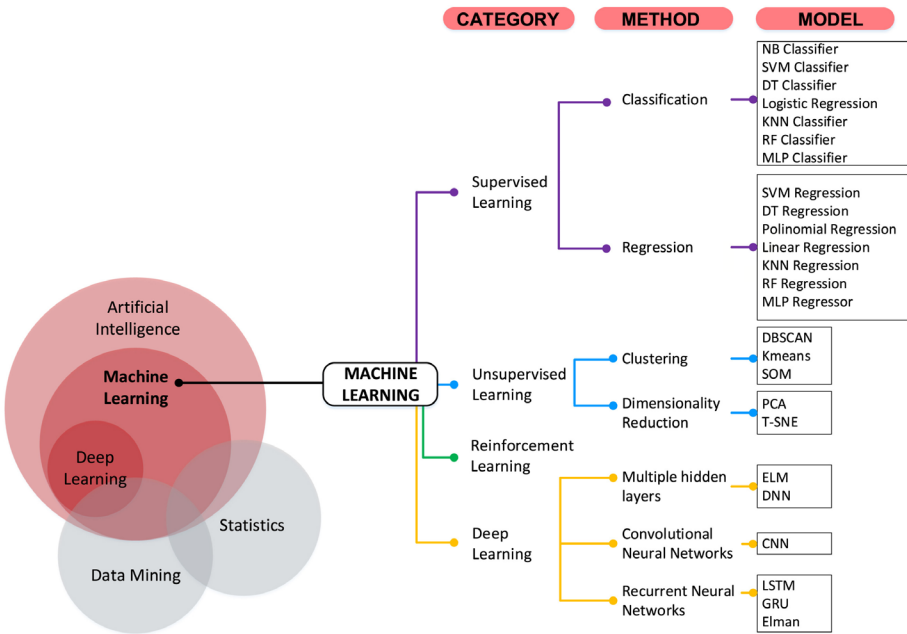 CATEGORY
METHOD
MODEL
NB Classifier
SVM Classifier
DT Classifier
Logistic Regression
KNN Classifier
RF Classifier
MLP Classifier
Classification
Supervised
Learning
SVM Regression
DT Regression
Polinomial Regression
Linear Regression
KNN Regression
RF Regression
MLP Regressor
Regression
Artificial
Intelligence
Machine
Learning
Deep
Learning
Statistics
Data Mining
MACHINE
LEARNING
Unsupervised
Learning
Clustering
DBSCAN
Kmeans
SOM
Dimensionality
Reduction
PCA
T-SNE
Reinforcement
Learning
Deep
Learning
Multiple hidden
layers
ELM
DNN
Convolutional
Neural Networks
CNN
Recurrent Neural
Networks
LSTM
GRU
Elman